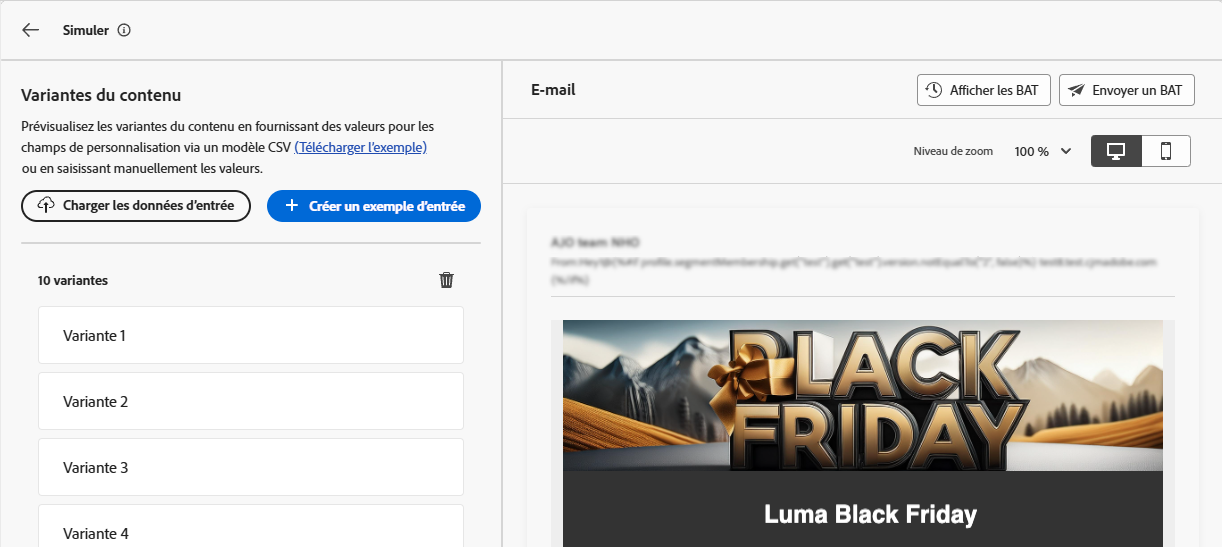 Simuler
Variantes du contenu
Prévisualisez les variantes du contenu en fournissant des valeurs pour les
champs de personnalisation via un modèle CSV (Télécharger l'exemple)
ou en saisissant manuellement les valeurs.
Charger les données d'entrée
Créer un exemple d'entrée
10 variantes
Variante 1
Variante 2
Variante 3
Variante 4
E-mail
Afficher les BAT
Envoyer un BAT
Niveau de zoom 100 %
AJO team NHO
BLACK
FRIDAY
Luma Black Friday